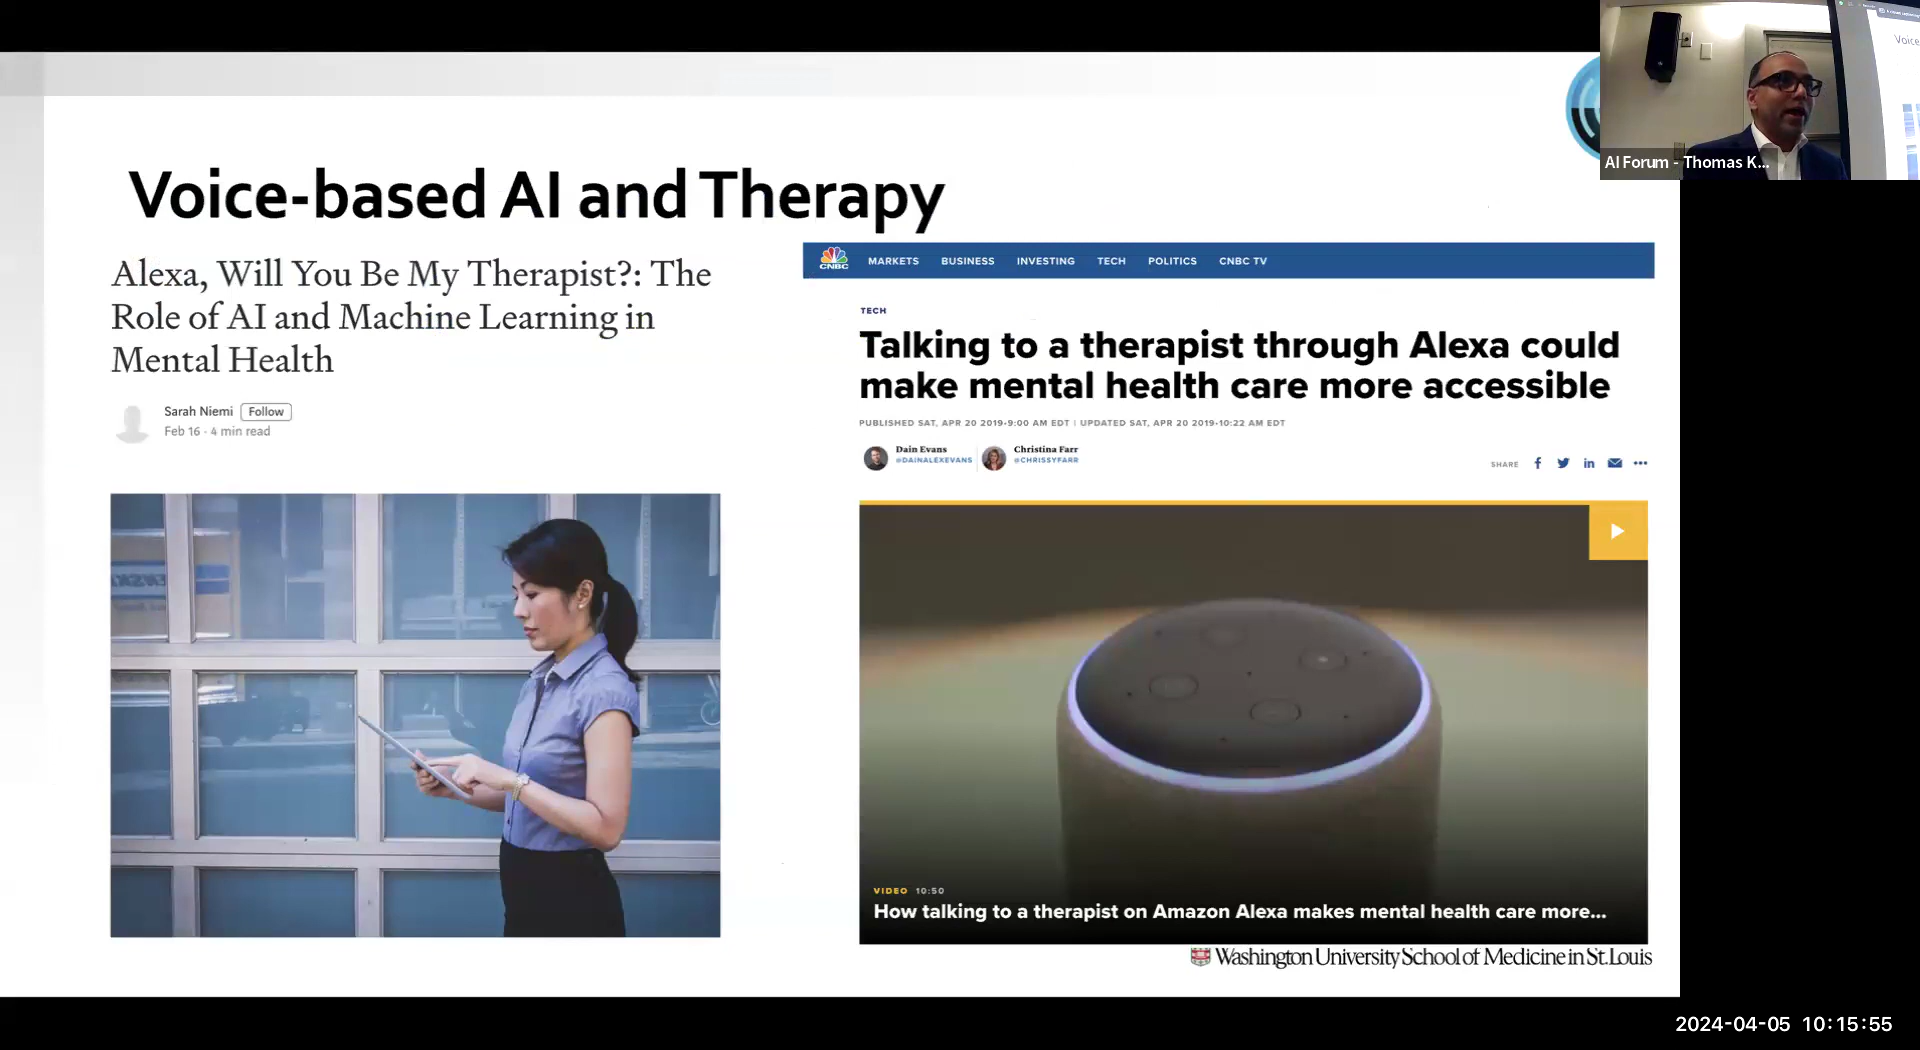 Voice-based AI and Therapy
Alexa, Will You Be My Therapist?: The
Role of AI and Machine Learning in
Mental Health
Sarah Niemi Follow
Feb 16 · 4 min read
CNBC
MARKETS BUSINESS INVESTING TECH POLITICS CNBC TV
TECH
Talking to a therapist through Alexa could
make mental health care more accessible
PUBLISHED SAT, APR 20 2019•9:00 AM EDT | UPDATED SAT, APR 20 2019•10:22 AM EDT
Dain Evans
@DAINALEXEVANS
Christina Farr
@CHRISSYFARR
SHARE
VIDEO 10:50
How talking to a therapist on Amazon Alexa makes mental health care more...
Washington University School of Medicine in St. Louis
Voice
AI Forum - Thomas K...
2024-04-05 10:15:55